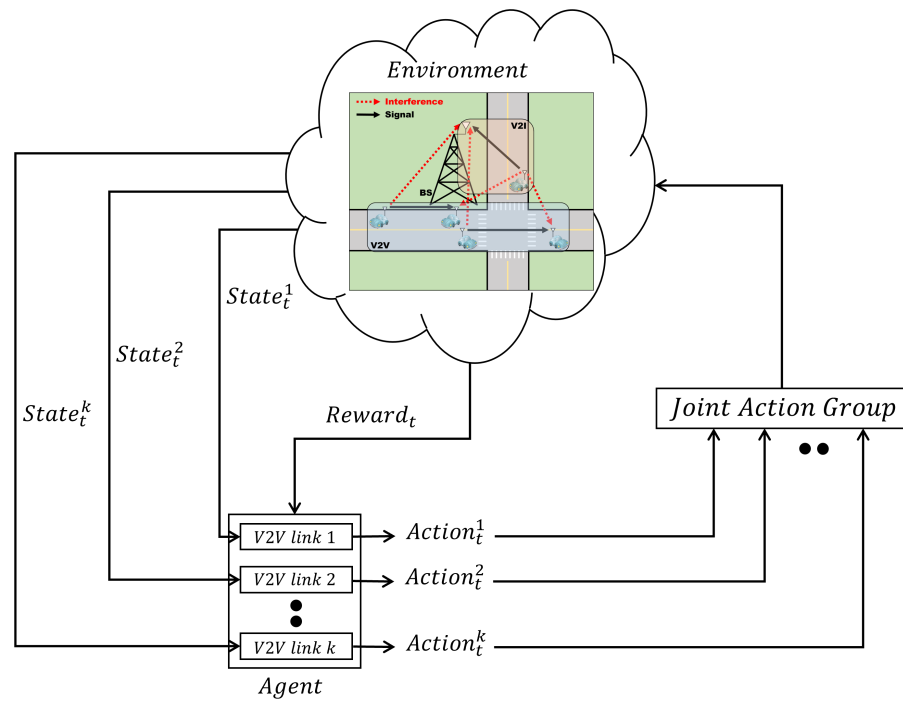 Environment
Interference
Signal
V2I
BS
V2V
State_t^1
State_t^2
State_t^k
Reward_t
Joint Action Group
V2V link 1
Action_t^1
V2V link 2
Action_t^2
V2V link k
Action_t^k
Agent